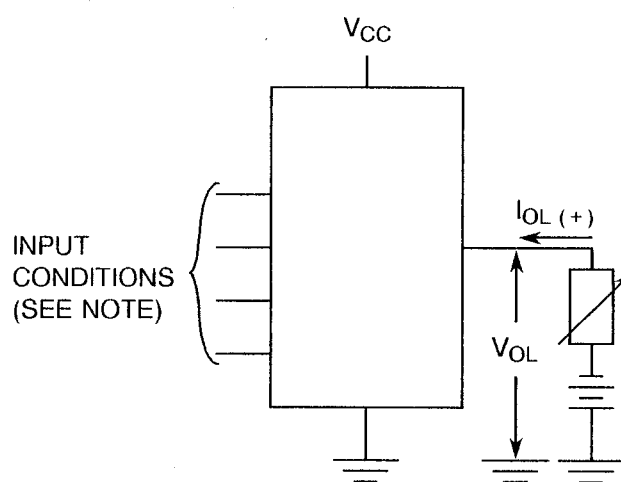 VCC
IOL (+)
INPUT
CONDITIONS
(SEE NOTE)
VOL